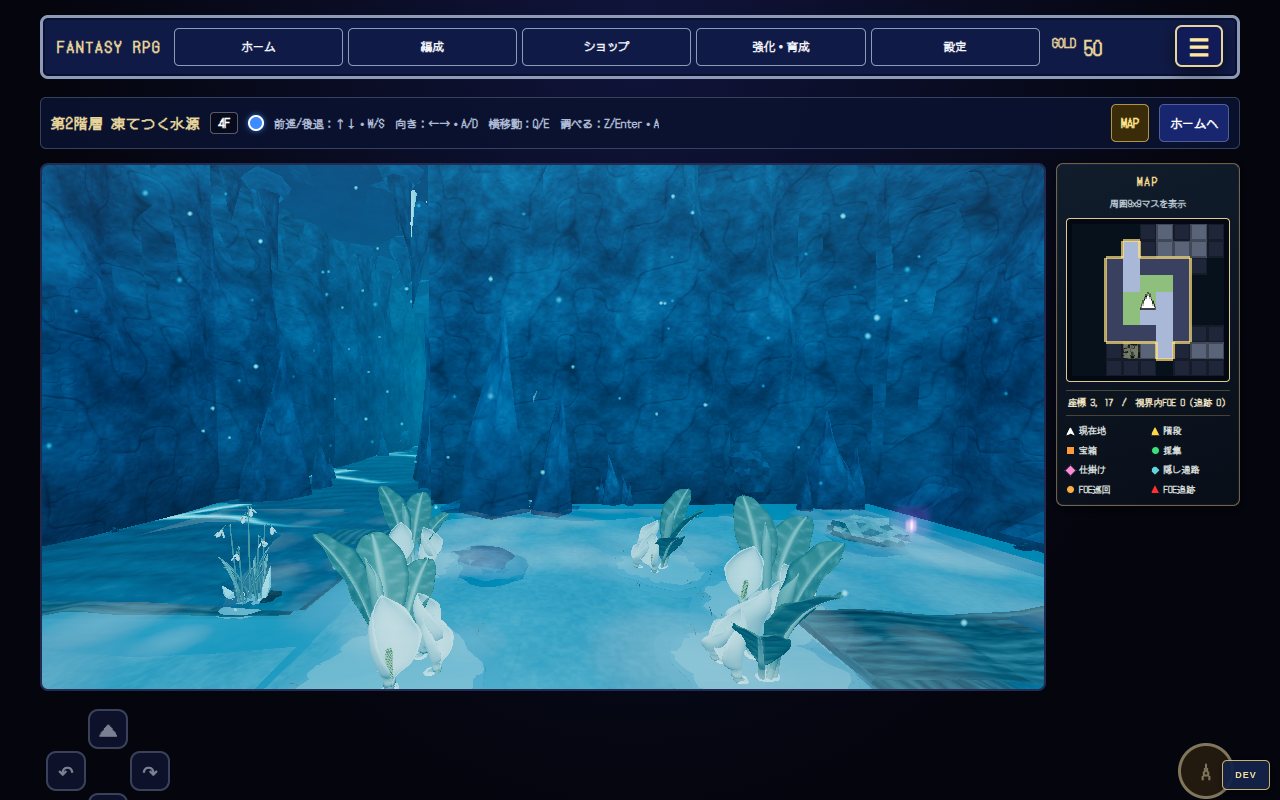 FANTASY RPG
ホーム
編成
ショップ
強化・育成
設定
GOLD 50
第2階層 凍てつく水源 4F 前進/後退：↑↓・W/S 向き：←→・A/D 横移動：Q/E 調べる：Z/Enter・A
MAP
ホームへ
MAP
周囲9x9マスを表示
座標 3, 17 / 視界内FOE 0 (追跡 0)
現在地 階段
宝箱 採集
仕掛け 隠し通路
FOE巡回 FOE追跡
A
DEV